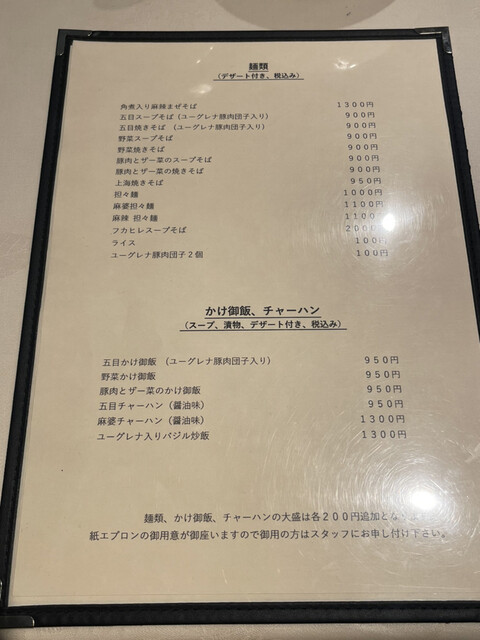 麺類
（デザート付き、税込み）
角煮入り麻辣まぜそば 1300円
五目スープそば（ユーグレナ豚肉団子入り） 900円
五目焼きそば （ユーグレナ豚肉団子入り） 900円
野菜スープそば 900円
野菜焼きそば 900円
豚肉とザー菜のスープそば 900円
豚肉とザー菜の焼きそば 900円
上海焼きそば 950円
担々麺 1000円
麻婆担々麺 1100円
麻辣 担々麺 1100円
フカヒレスープそば 2000円
ライス 100円
ユーグレナ豚肉団子２個 100円
かけ御飯、チャーハン
（スープ、漬物、デザート付き、税込み）
五目かけ御飯 （ユーグレナ豚肉団子入り） 950円
野菜かけ御飯 950円
豚肉とザー菜のかけ御飯 950円
五目チャーハン（醤油味） 950円
麻婆チャーハン（醤油味） 1300円
ユーグレナ入りバジル炒飯 1300円
麺類、かけ御飯、チャーハンの大盛は各２００円追加とな
紙エプロンの御用意が御座いますので御用の方はスタッフにお申し付け下さい。